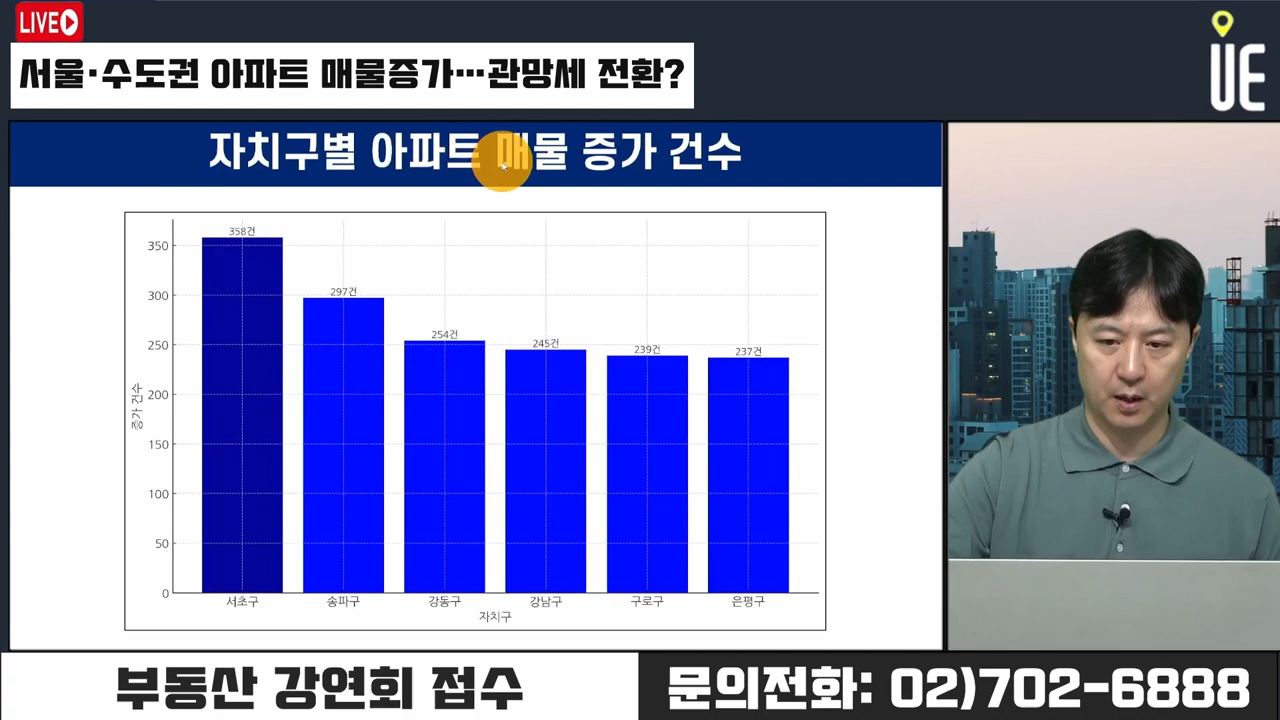 LIVE
서울·수도권 아파트 매물증가···관망세 전환?
UE
자치구별 아파트 매물 증가 건수
358건
297건
254건
245건
239건
237건
350
300
250
200
150
100
50
0
증가 건수
서초구 송파구 강동구 강남구 구로구 은평구
자치구
부동산 강연회 접수
문의전화: 02)702-6888